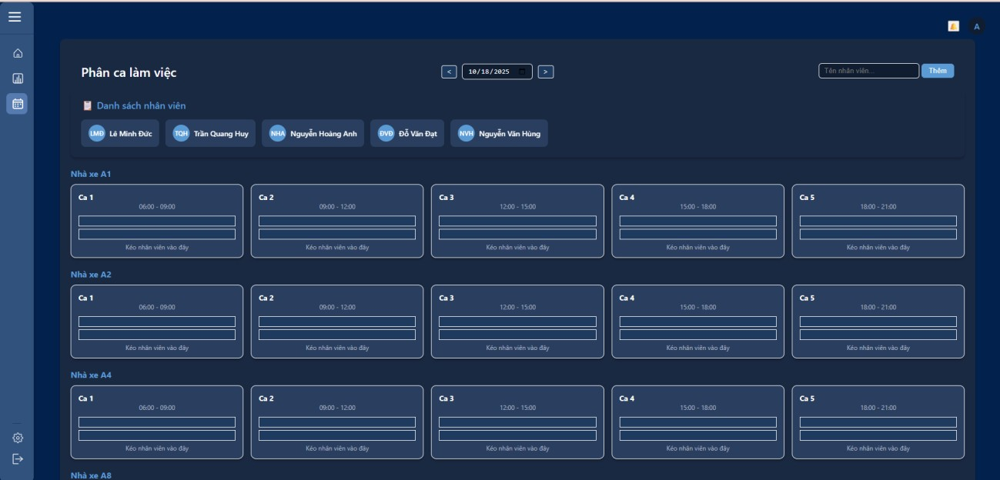 A
Phân ca làm việc
<
10/18/2025
>
Tên nhân viên...
Thêm
Danh sách nhân viên
LMĐ Lê Minh Đức
TQH Trần Quang Huy
NHA Nguyễn Hoàng Anh
ĐVĐ Đỗ Văn Đạt
NVH Nguyễn Văn Hùng
Nhà xe A1
Ca 1
06:00 - 09:00
Kéo nhân viên vào đây
Ca 2
09:00 - 12:00
Kéo nhân viên vào đây
Ca 3
12:00 - 15:00
Kéo nhân viên vào đây
Ca 4
15:00 - 18:00
Kéo nhân viên vào đây
Ca 5
18:00 - 21:00
Kéo nhân viên vào đây
Nhà xe A2
Ca 1
06:00 - 09:00
Kéo nhân viên vào đây
Ca 2
09:00 - 12:00
Kéo nhân viên vào đây
Ca 3
12:00 - 15:00
Kéo nhân viên vào đây
Ca 4
15:00 - 18:00
Kéo nhân viên vào đây
Ca 5
18:00 - 21:00
Kéo nhân viên vào đây
Nhà xe A4
Ca 1
06:00 - 09:00
Kéo nhân viên vào đây
Ca 2
09:00 - 12:00
Kéo nhân viên vào đây
Ca 3
12:00 - 15:00
Kéo nhân viên vào đây
Ca 4
15:00 - 18:00
Kéo nhân viên vào đây
Ca 5
18:00 - 21:00
Kéo nhân viên vào đây
Nhà xe A8